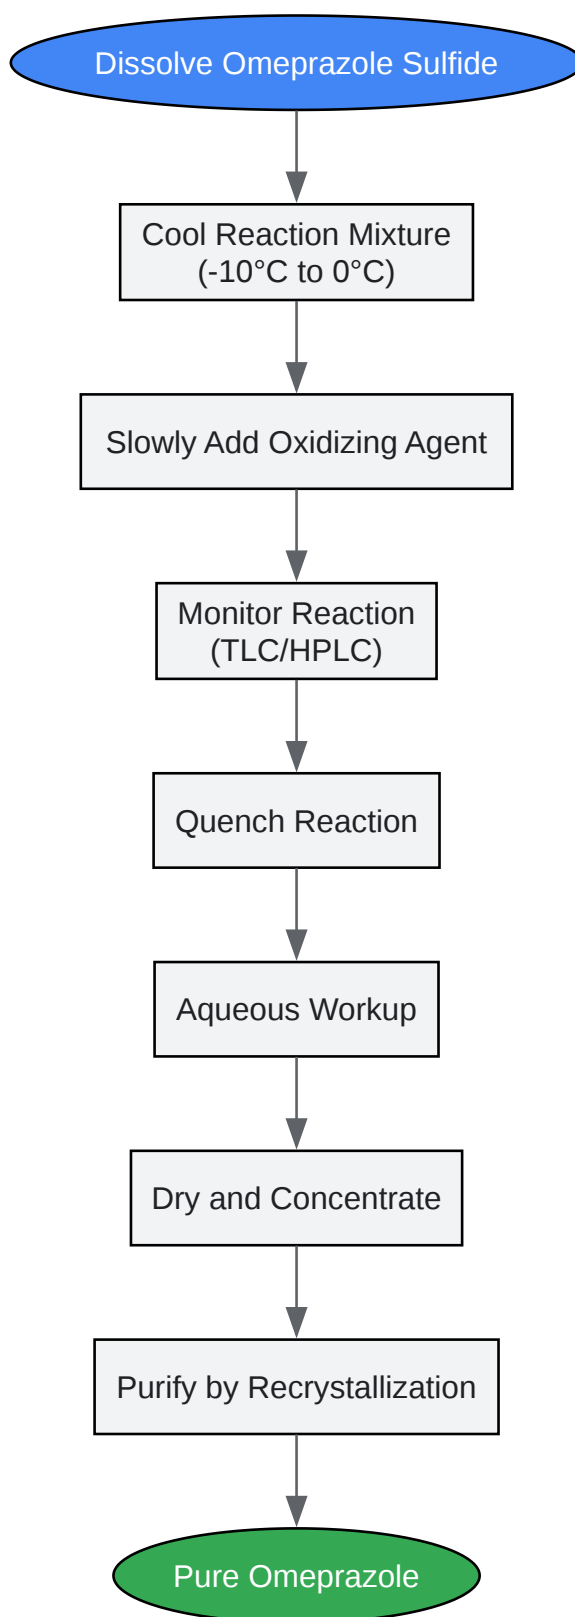 Dissolve Omeprazole Sulfide
Cool Reaction Mixture
(-10°C to 0°C)
Slowly Add Oxidizing Agent
Monitor Reaction
(TLC/HPLC)
Quench Reaction
Aqueous Workup
Dry and Concentrate
Purify by Recrystallization
Pure Omeprazole